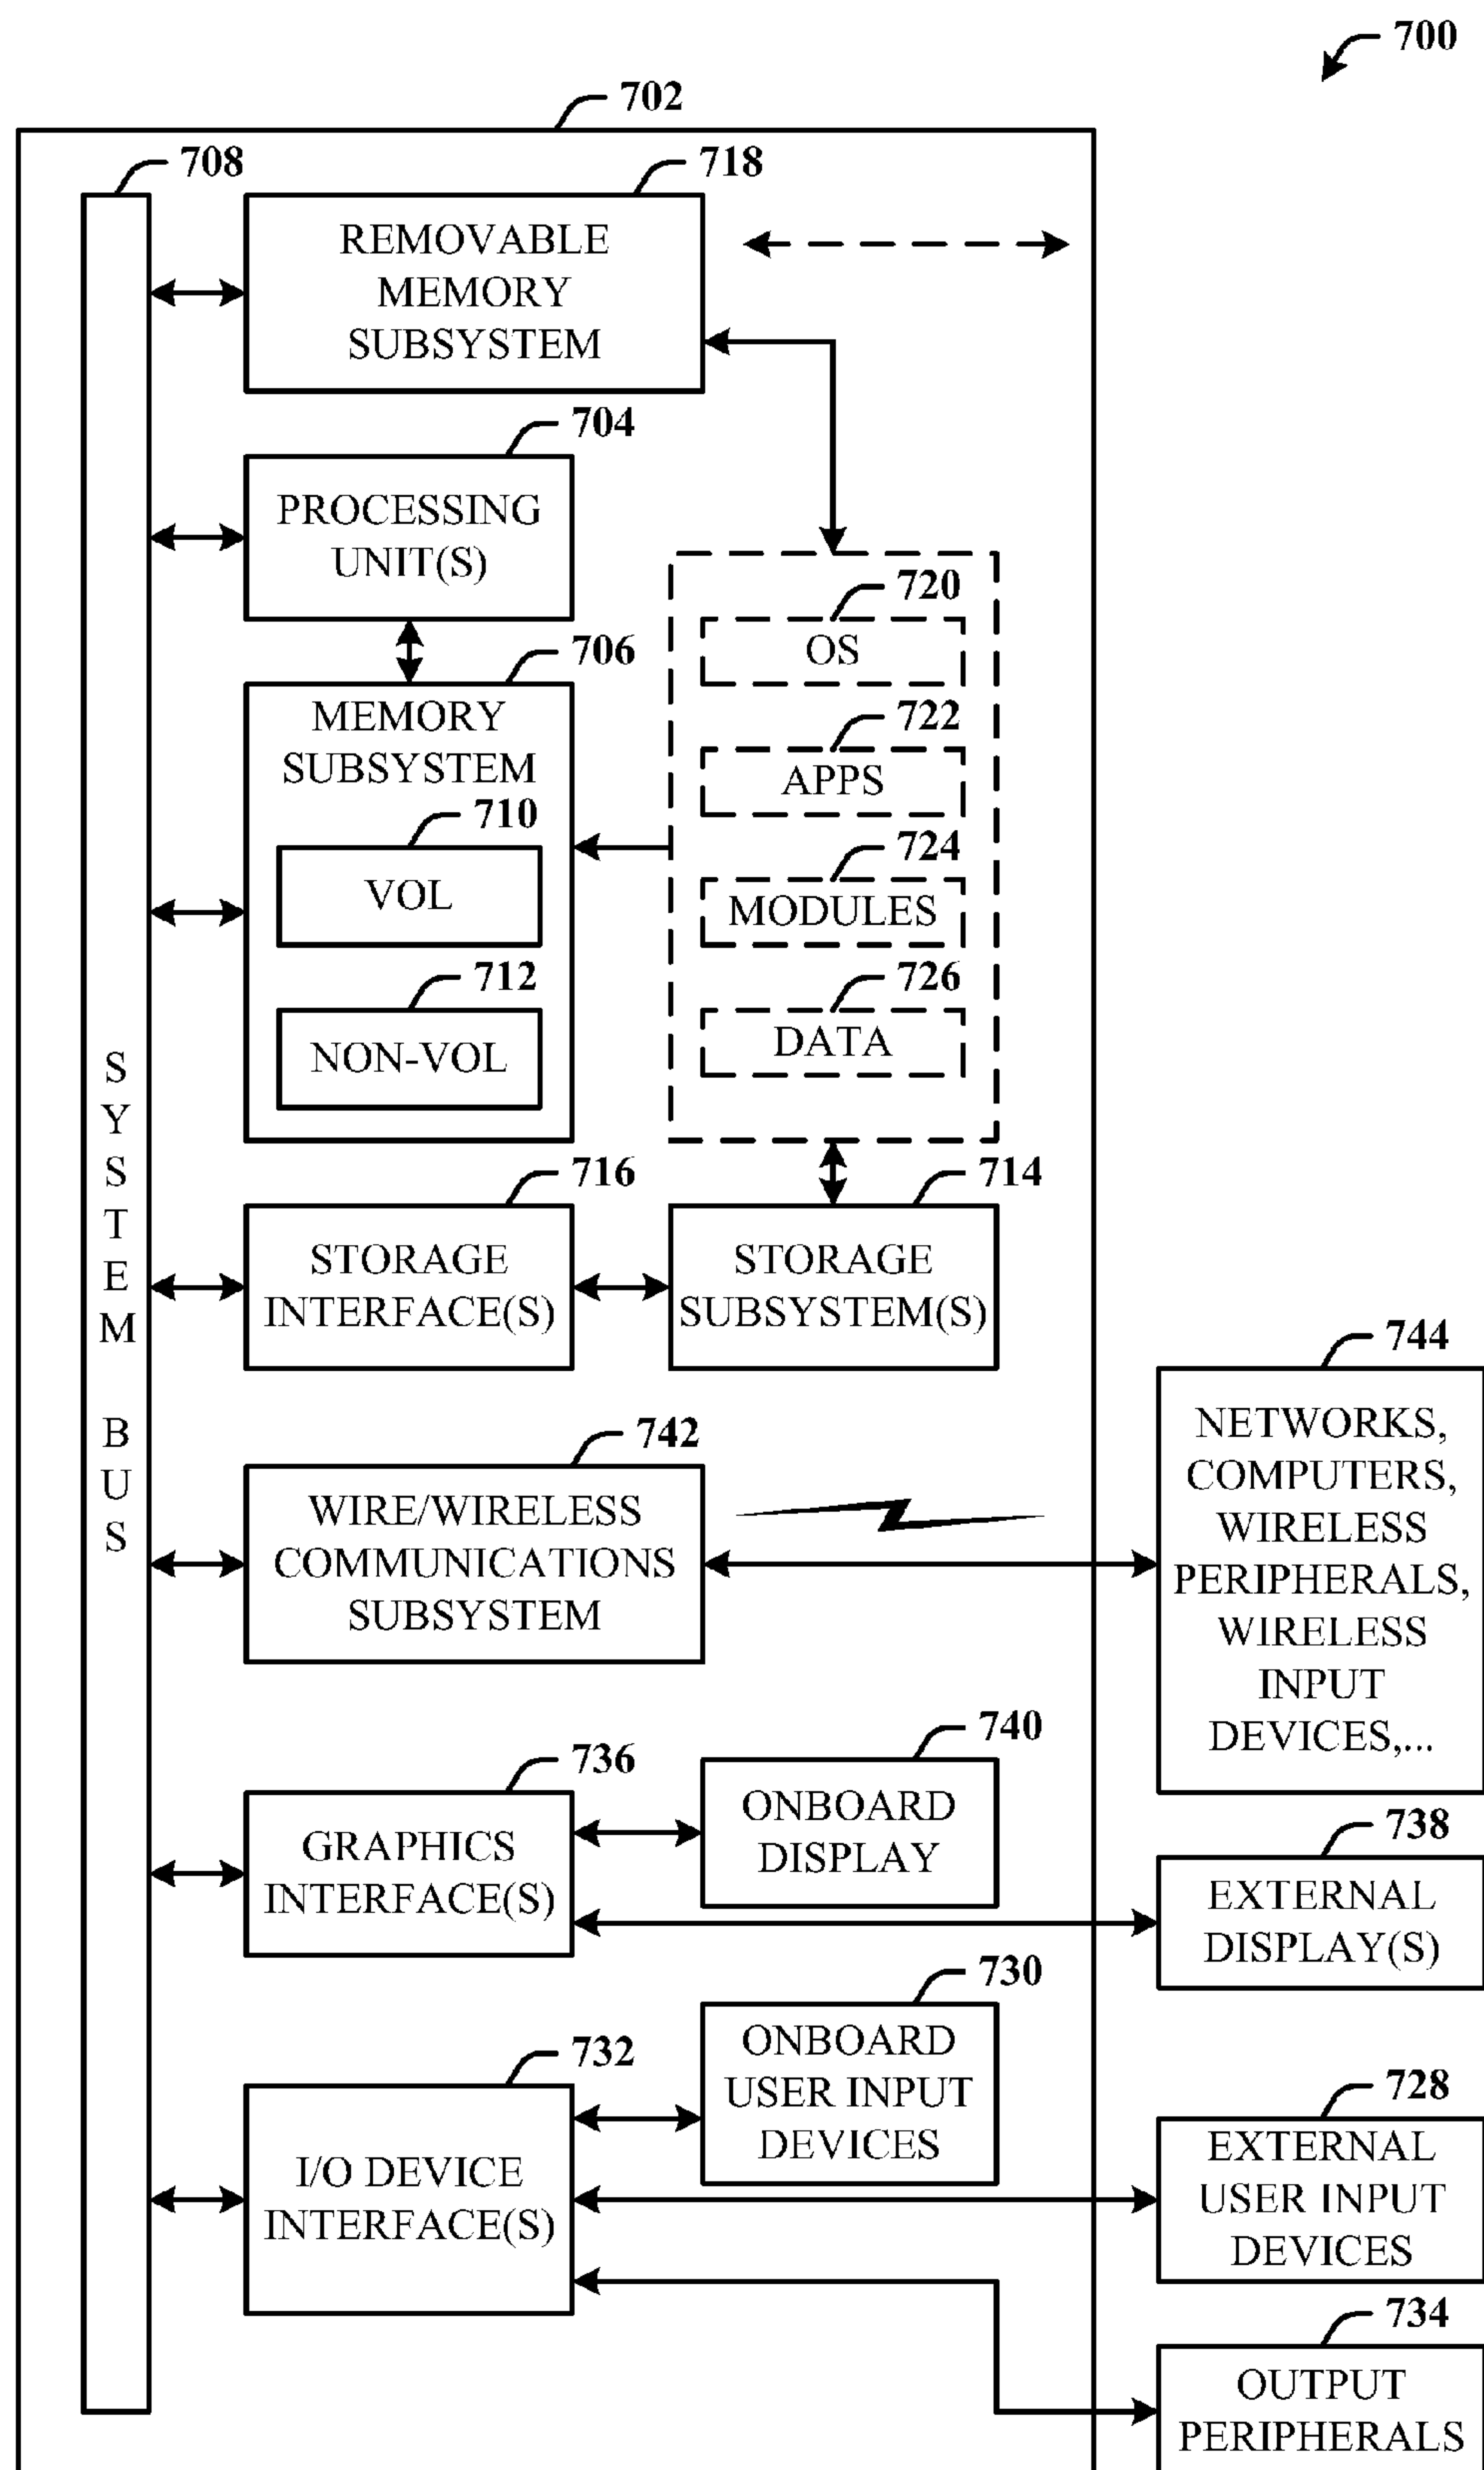 700
702
708
718
REMOVABLE
MEMORY
SUBSYSTEM
704
PROCESSING
UNIT(S)
706
MEMORY
SUBSYSTEM
710
VOL
712
NON-VOL
720
OS
722
APPS
724
MODULES
726
DATA
SYSTEM BUS
716
STORAGE
INTERFACE(S)
714
STORAGE
SUBSYSTEM(S)
742
WIRE/WIRELESS
COMMUNICATIONS
SUBSYSTEM
744
NETWORKS,
COMPUTERS,
WIRELESS
PERIPHERALS,
WIRELESS
INPUT
DEVICES,...
736
GRAPHICS
INTERFACE(S)
740
ONBOARD
DISPLAY
738
EXTERNAL
DISPLAY(S)
732
I/O DEVICE
INTERFACE(S)
730
ONBOARD
USER INPUT
DEVICES
728
EXTERNAL
USER INPUT
DEVICES
734
OUTPUT
PERIPHERALS